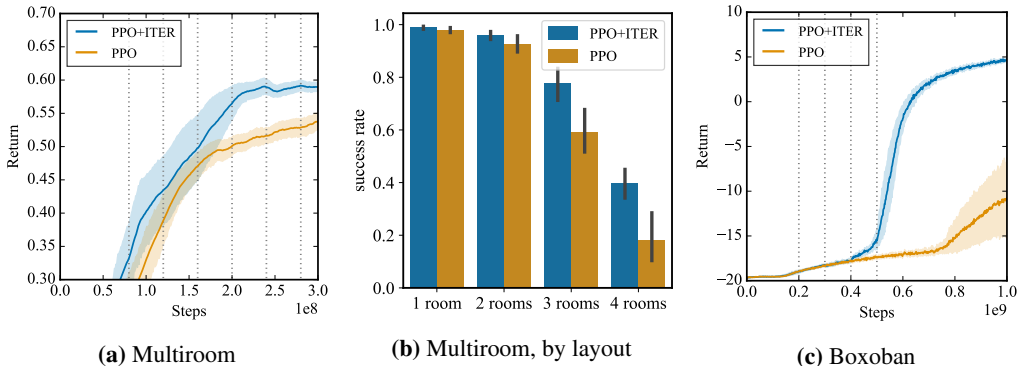 0.70
0.65
0.60
0.55
0.50
0.45
0.40
0.35
0.30
Return
PPO+ITER
PPO
0.0 0.5 1.0 1.5 2.0 2.5 3.0
Steps 1e8
(a) Multiroom
1.0
0.8
0.6
0.4
0.2
0.0
success rate
PPO+ITER
PPO
1 room 2 rooms 3 rooms 4 rooms
(b) Multiroom, by layout
5
0
−5
−10
−15
−20
Return
PPO+ITER
PPO
0.0 0.2 0.4 0.6 0.8 1.0
Steps 1e9
(c) Boxoban